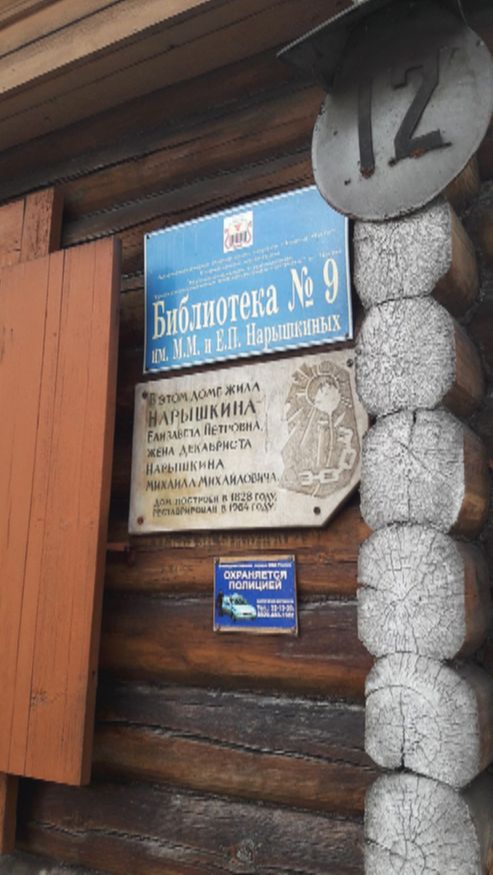 12
Библиотека № 9
им. М.М. и Е.П. Нарышкиных
В ЭТОМ ДОМЕ ЖИЛА
НАРЫШКИНА
ЕЛИЗАВЕТА ПЕТРОВНА,
ЖЕНА ДЕКАБРИСТА
НАРЫШКИНА
МИХАИЛА МИХАЙЛОВИЧА.
ДОМ ПОСТРОЕН В 1828 ГОДУ,
РЕСТАВРИРОВАН В 1984 ГОДУ.
ОХРАНЯЕТСЯ
ПОЛИЦИЕЙ